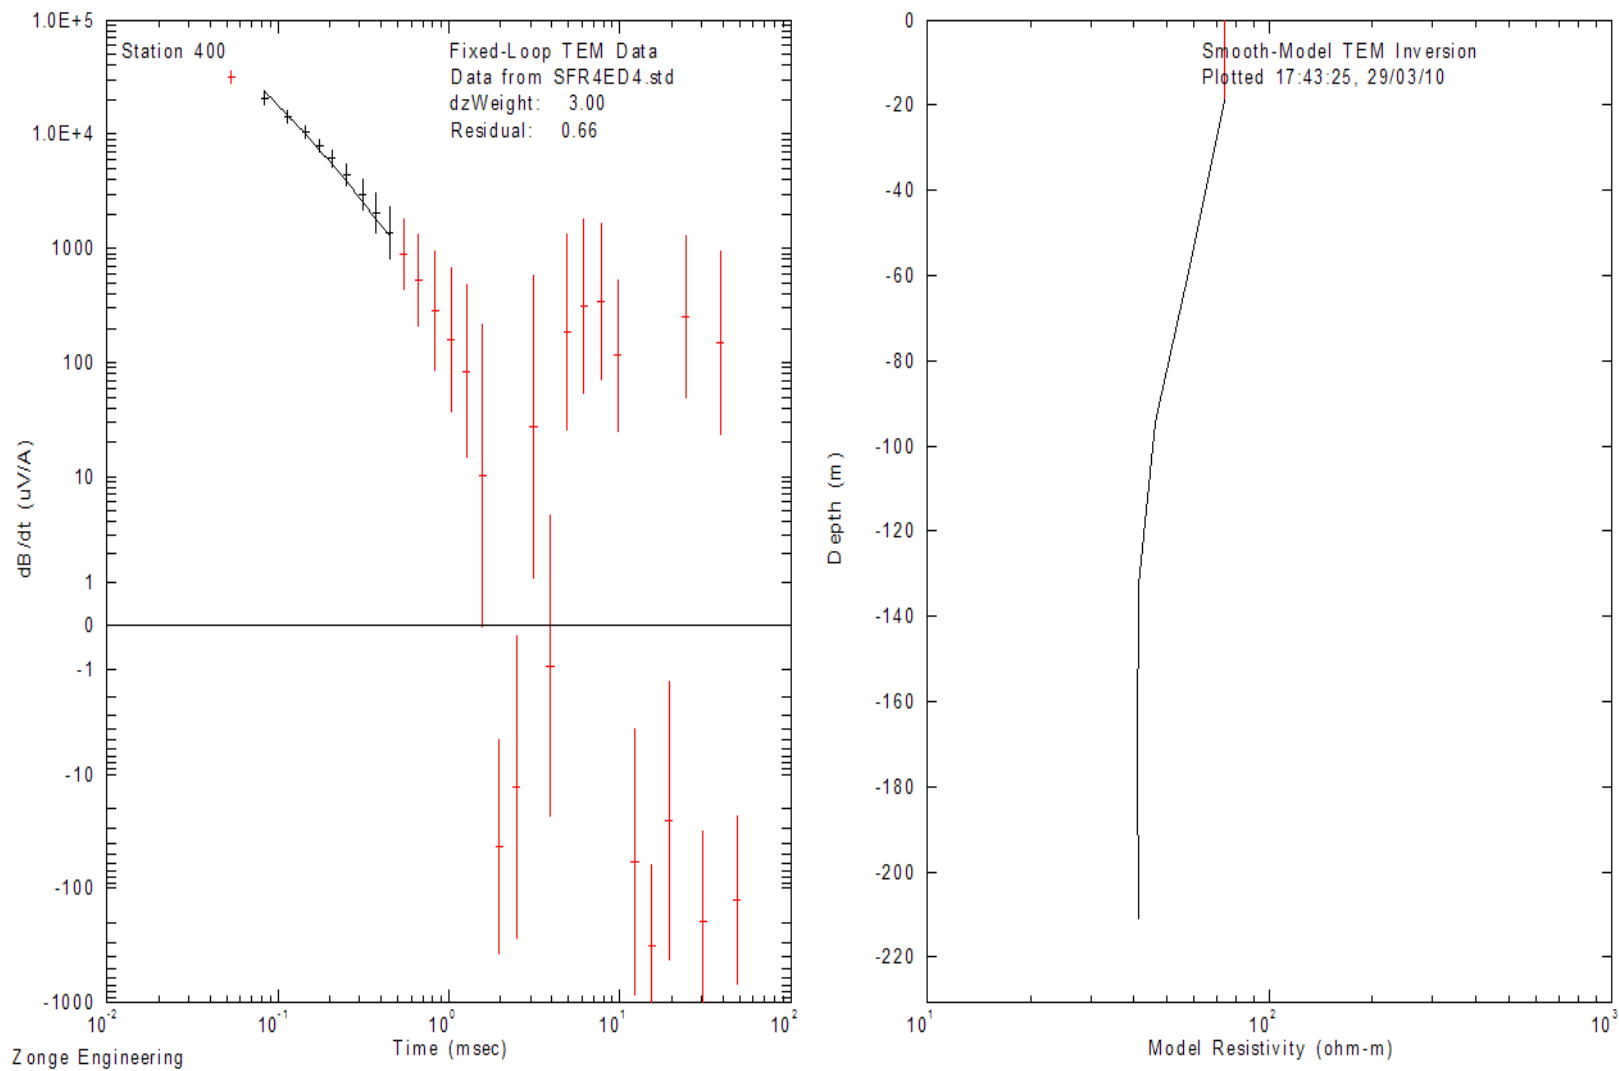 Station 400
Fixed-Loop TEM Data
Data from SFR4ED4.std
dzWeight: 3.00
Residual: 0.66
1.0E+5
1.0E+4
1000
100
10
1
0
-1
-10
-100
-1000
dB/dt (uV/A)
10-2
10-1
100
101
102
Time (msec)
Zonge Engineering
Smooth-Model TEM Inversion
Plotted 17:43:25, 29/03/10
0
-20
-40
-60
-80
-100
-120
-140
-160
-180
-200
-220
Depth (m)
101
102
103
Model Resistivity (ohm-m)